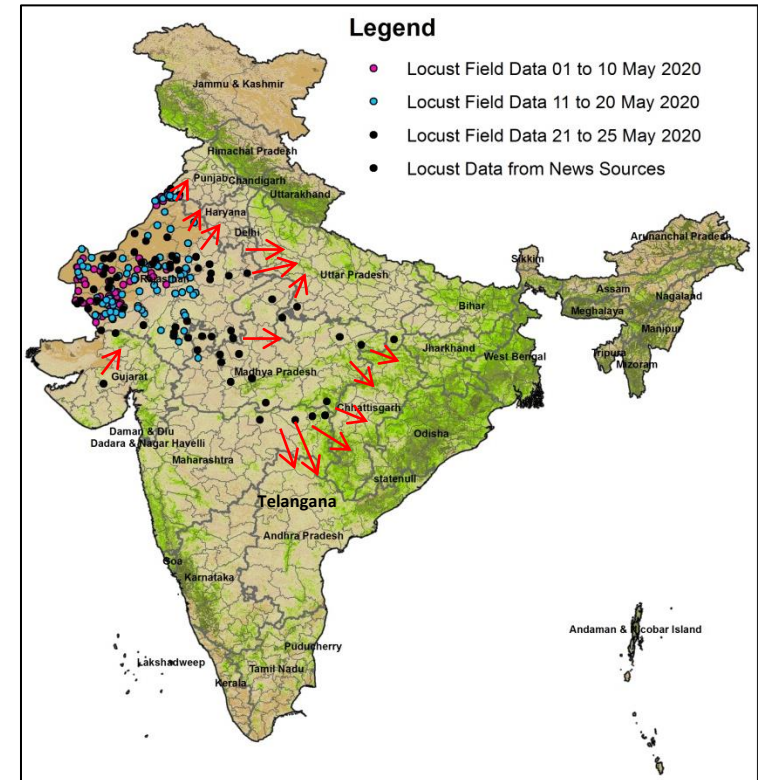 Legend
Locust Field Data 01 to 10 May 2020
Locust Field Data 11 to 20 May 2020
Locust Field Data 21 to 25 May 2020
Locust Data from News Sources
Jammu & Kashmir
Himachal Pradesh
Punjab
Chandigarh
Uttarakhand
Haryana
Delhi
Arunanchal Pradesh
Sikkim
Rajasthan
Uttar Pradesh
Assam
Nagaland
Bihar
Meghalaya
Manipur
Jharkhand
West Bengal
Tripura
Mizoram
Gujarat
Madhya Pradesh
Chhattisgarh
Daman & Diu
Dadara & Nagar Havelli
Odisha
Maharashtra
statenull
Telangana
Andhra Pradesh
Goa
Karnataka
Andaman & Nicobar Island
Puducherry
Lakshadweep
Tamil Nadu
Kerala